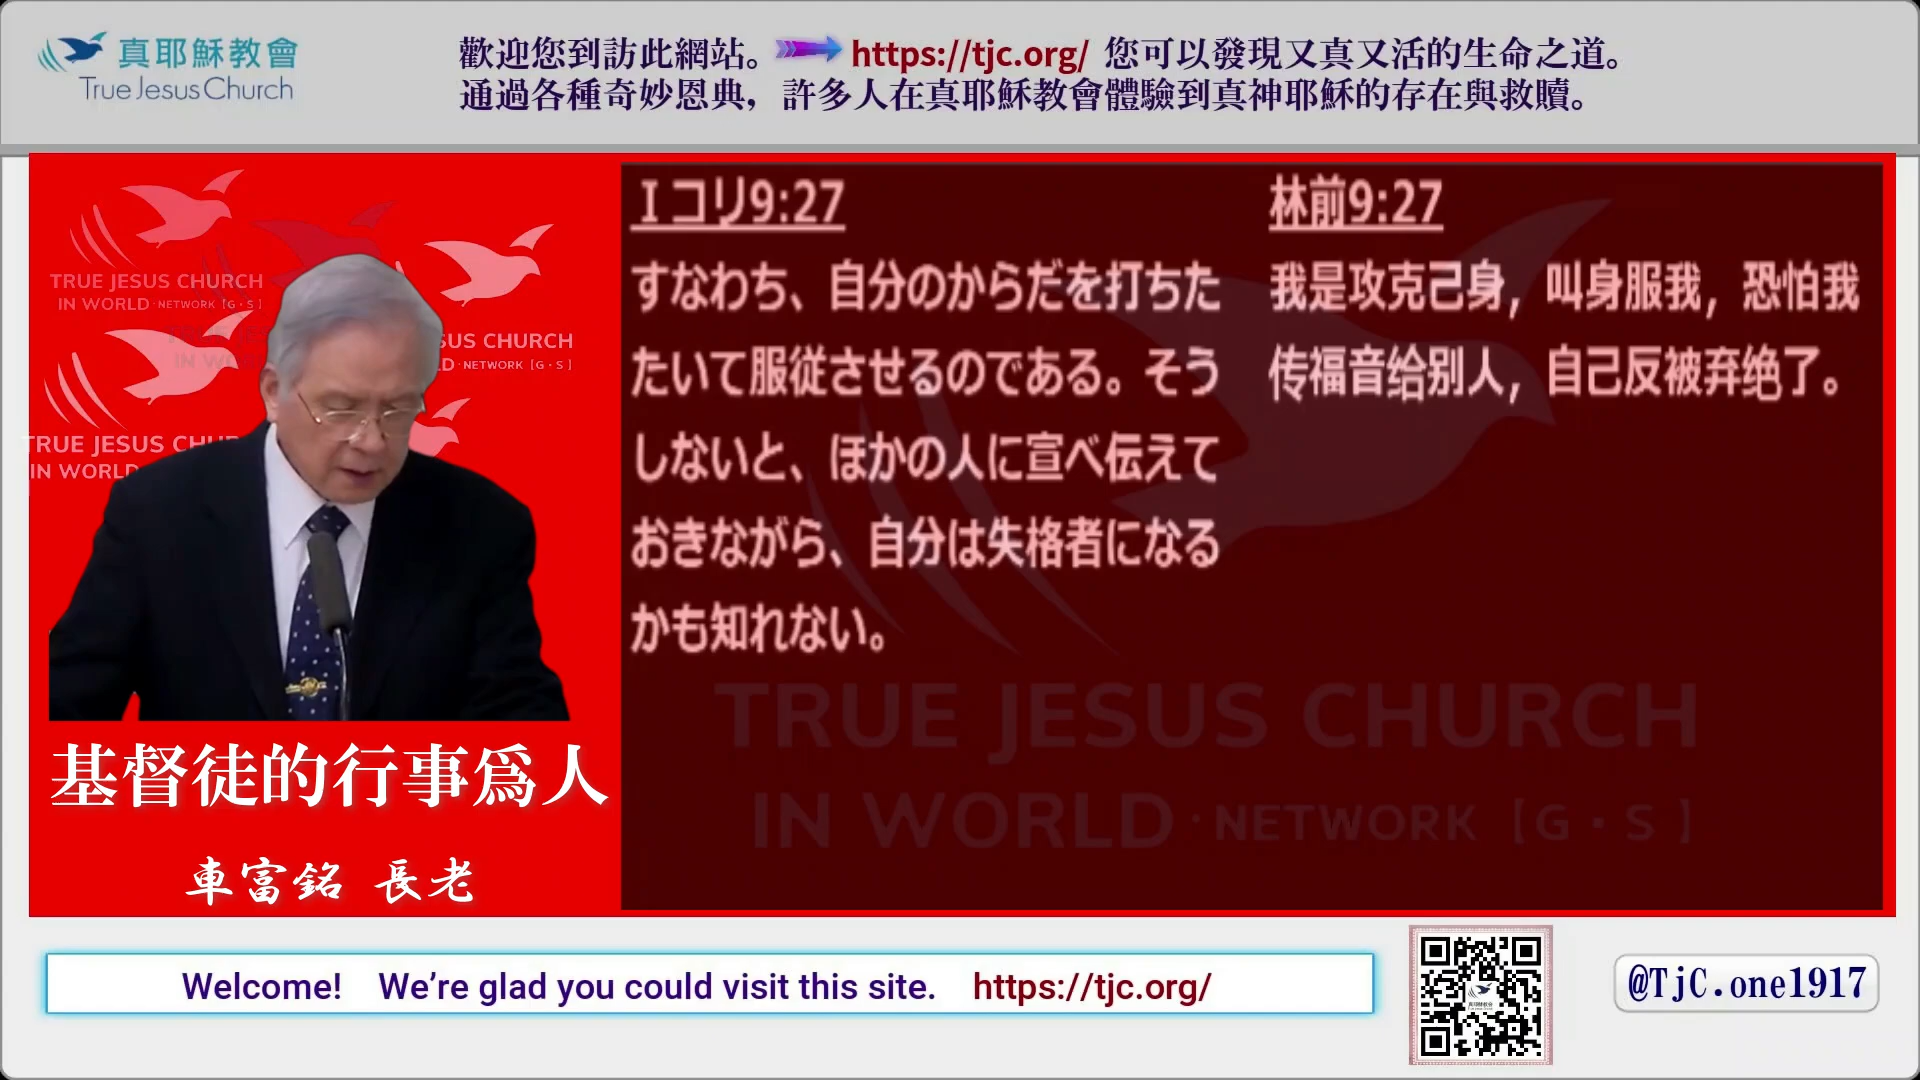 真耶穌教會
True Jesus Church
歡迎您到訪此網站。 https://tjc.org/ 您可以發現又真又活的生命之道。
通過各種奇妙恩典，許多人在真耶穌教會體驗到真神耶穌的存在與救贖。
TRUE JESUS CHURCH
IN WORLD·NETWORK [G·S]
SUS CHURCH
LD·NETWORK [G·S]
TRUE JESUS CHU
IN WORLD
Ⅰコリ9:27
すなわち、自分のからだを打ちた
たいて服従させるのである。そう
しないと、ほかの人に宣べ伝えて
おきながら、自分は失格者になる
かも知れない。
林前9:27
我是攻克己身，叫身服我，恐怕我
传福音给别人，自己反被弃绝了。
TRUE JESUS CHURCH
IN WORLD·NETWORK [G·S]
基督徒的行事爲人
車富銘 長老
Welcome! We’re glad you could visit this site. https://tjc.org/
@TjC.one1917